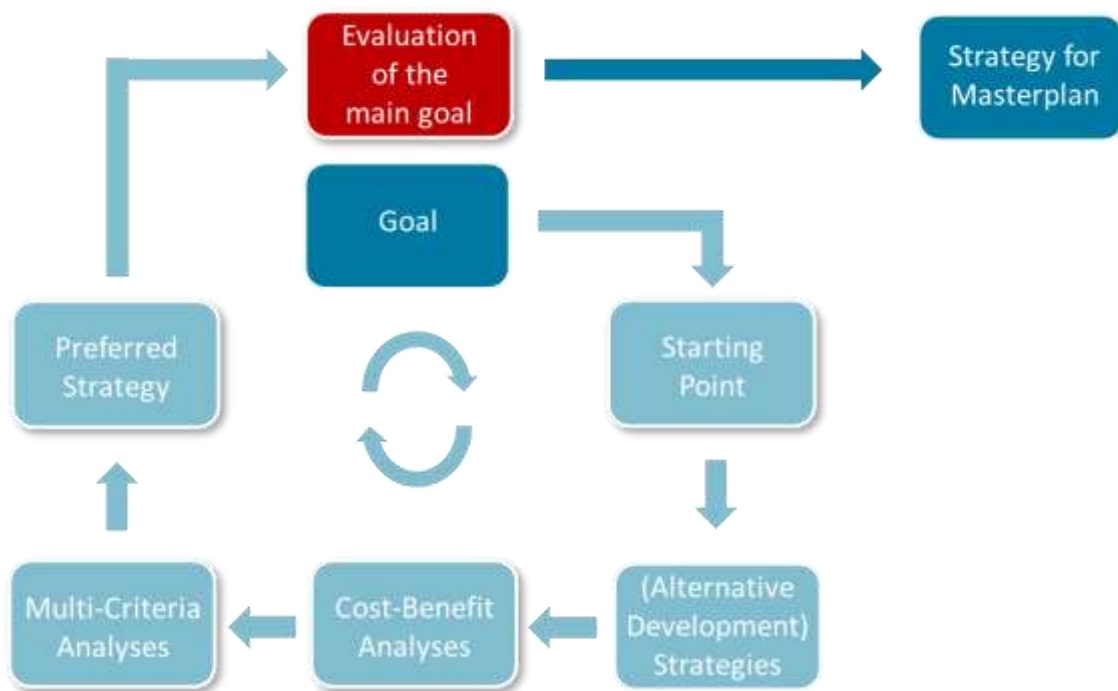 Evaluation
of the
main goal
Strategy for
Masterplan
Goal
Preferred
Strategy
Starting
Point
Multi-Criteria
Analyses
Cost-Benefit
Analyses
(Alternative
Development)
Strategies